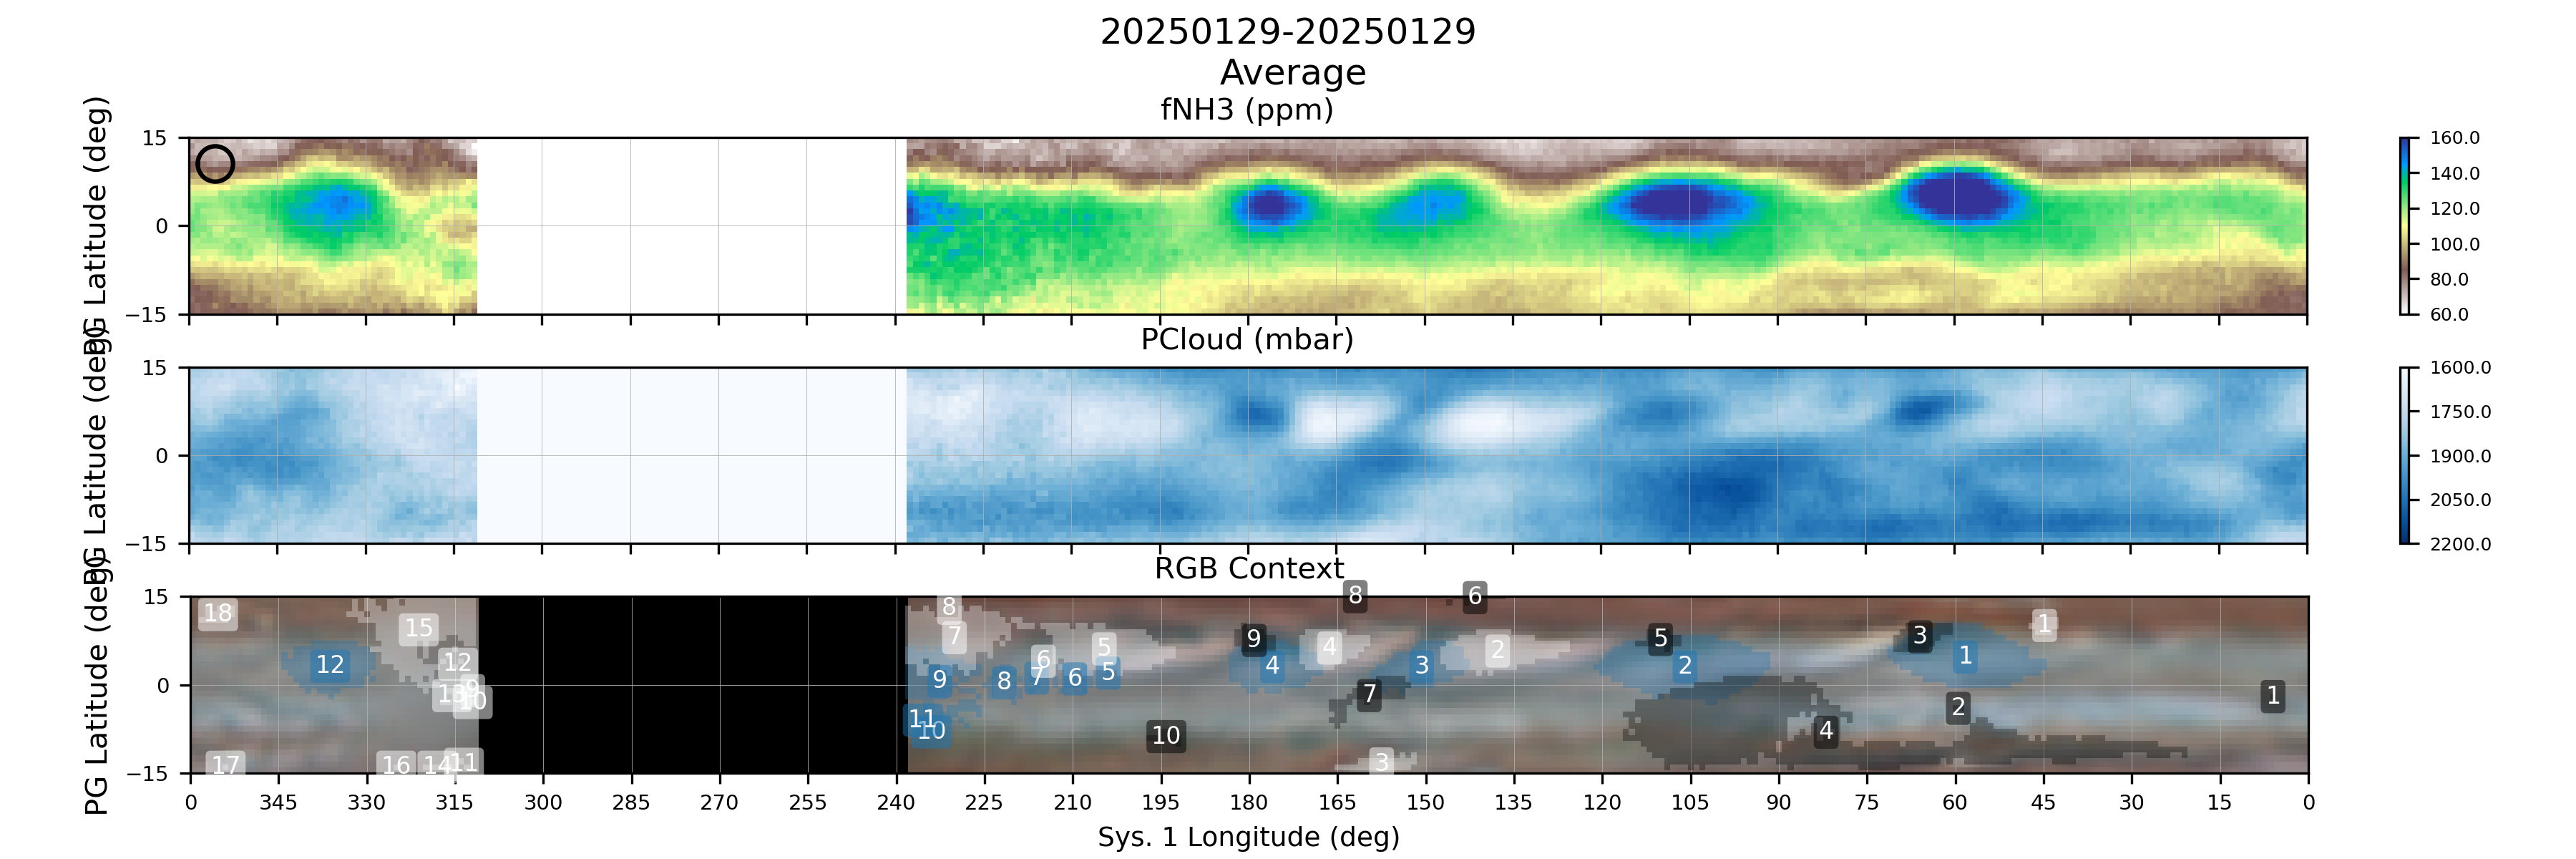 20250129-20250129
Average
fNH3 (ppm)
PG Latitude (deg)
15
0
−15
160.0
140.0
120.0
100.0
80.0
60.0
PCloud (mbar)
PG Latitude (deg)
15
0
−15
1600.0
1750.0
1900.0
2050.0
2200.0
RGB Context
PG Latitude (deg)
15
0
−15
8 6
18 15 8 7 5 6 9 4 2 5 3 1
12 12 9 8 7 6 5 4 3 2 1
13 9 10 7 2 1
11 10 10 4
17 16 14 11 3
0 345 330 315 300 285 270 255 240 225 210 195 180 165 150 135 120 105 90 75 60 45 30 15 0
Sys. 1 Longitude (deg)